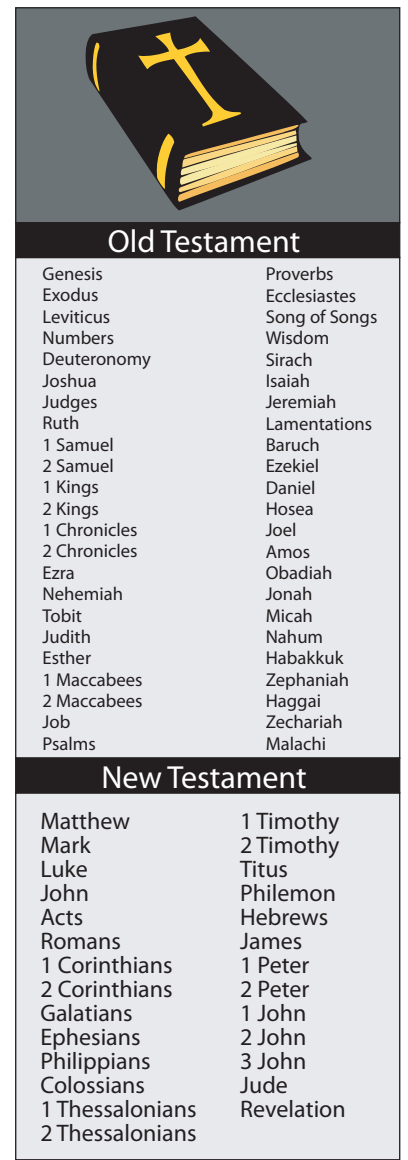 Old Testament
Genesis
Exodus
Leviticus
Numbers
Deuteronomy
Joshua
Judges
Ruth
1 Samuel
2 Samuel
1 Kings
2 Kings
1 Chronicles
2 Chronicles
Ezra
Nehemiah
Tobit
Judith
Esther
1 Maccabees
2 Maccabees
Job
Psalms
Proverbs
Ecclesiastes
Song of Songs
Wisdom
Sirach
Isaiah
Jeremiah
Lamentations
Baruch
Ezekiel
Daniel
Hosea
Joel
Amos
Obadiah
Jonah
Micah
Nahum
Habakkuk
Zephaniah
Haggai
Zechariah
Malachi
New Testament
Matthew
Mark
Luke
John
Acts
Romans
1 Corinthians
2 Corinthians
Galatians
Ephesians
Philippians
Colossians
1 Thessalonians
2 Thessalonians
1 Timothy
2 Timothy
Titus
Philemon
Hebrews
James
1 Peter
2 Peter
1 John
2 John
3 John
Jude
Revelation